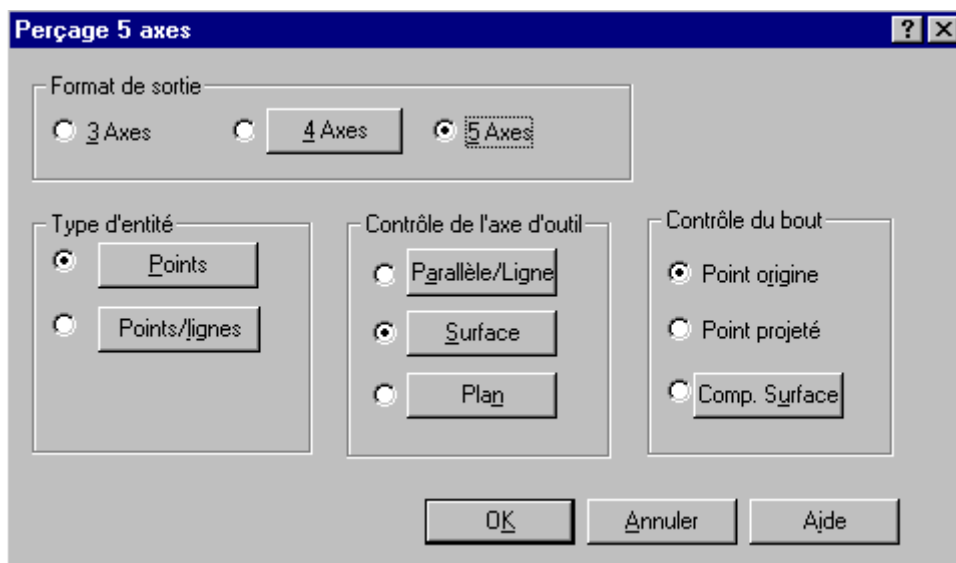 Perçage 5 axes
Format de sortie
3 Axes
4 Axes
5 Axes
Type d'entité
Points
Points/lignes
Contrôle de l'axe d'outil
Parallèle/Ligne
Surface
Plan
Contrôle du bout
Point origine
Point projeté
Comp. Surface
OK
Annuler
Aide